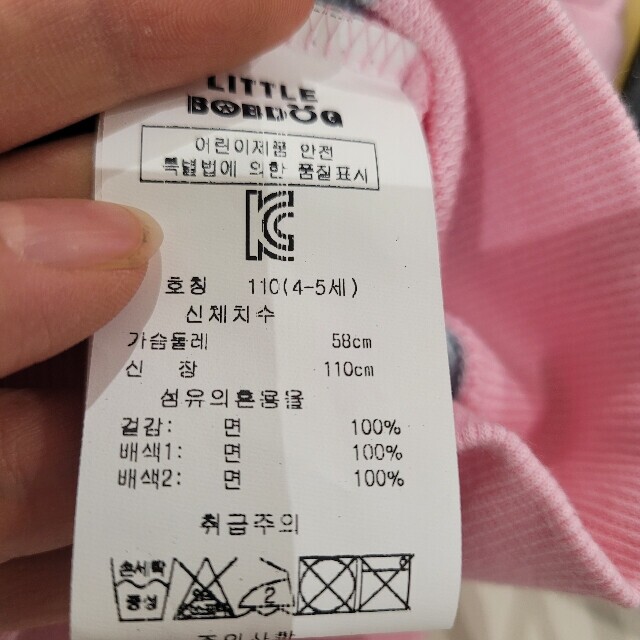 LITTLE
BOBDOG
어린이제품 안전
특별법에 의한 품질표시
KC
호칭 110(4-5세)
신체치수
가슴둘레 58cm
신 장 110cm
섬유의혼용율
겉감: 면 100%
배색1: 면 100%
배색2: 면 100%
취급주의
손세탁
중성
2